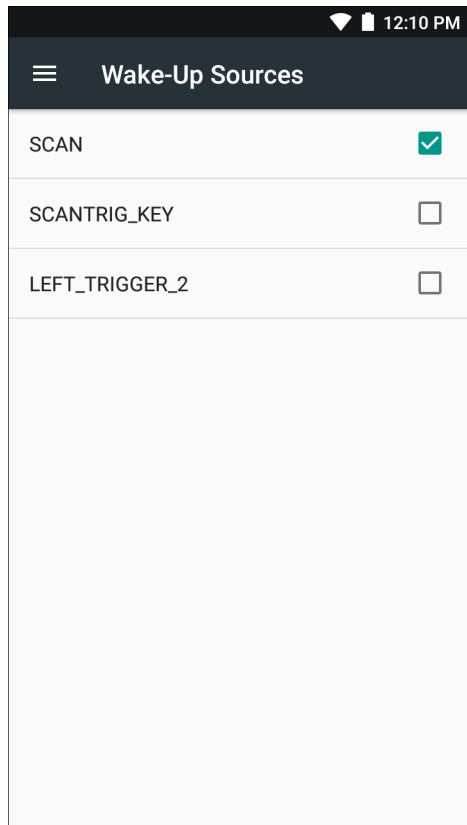 12:10 PM
Wake-Up Sources
SCAN
SCANTRIG_KEY
LEFT_TRIGGER_2